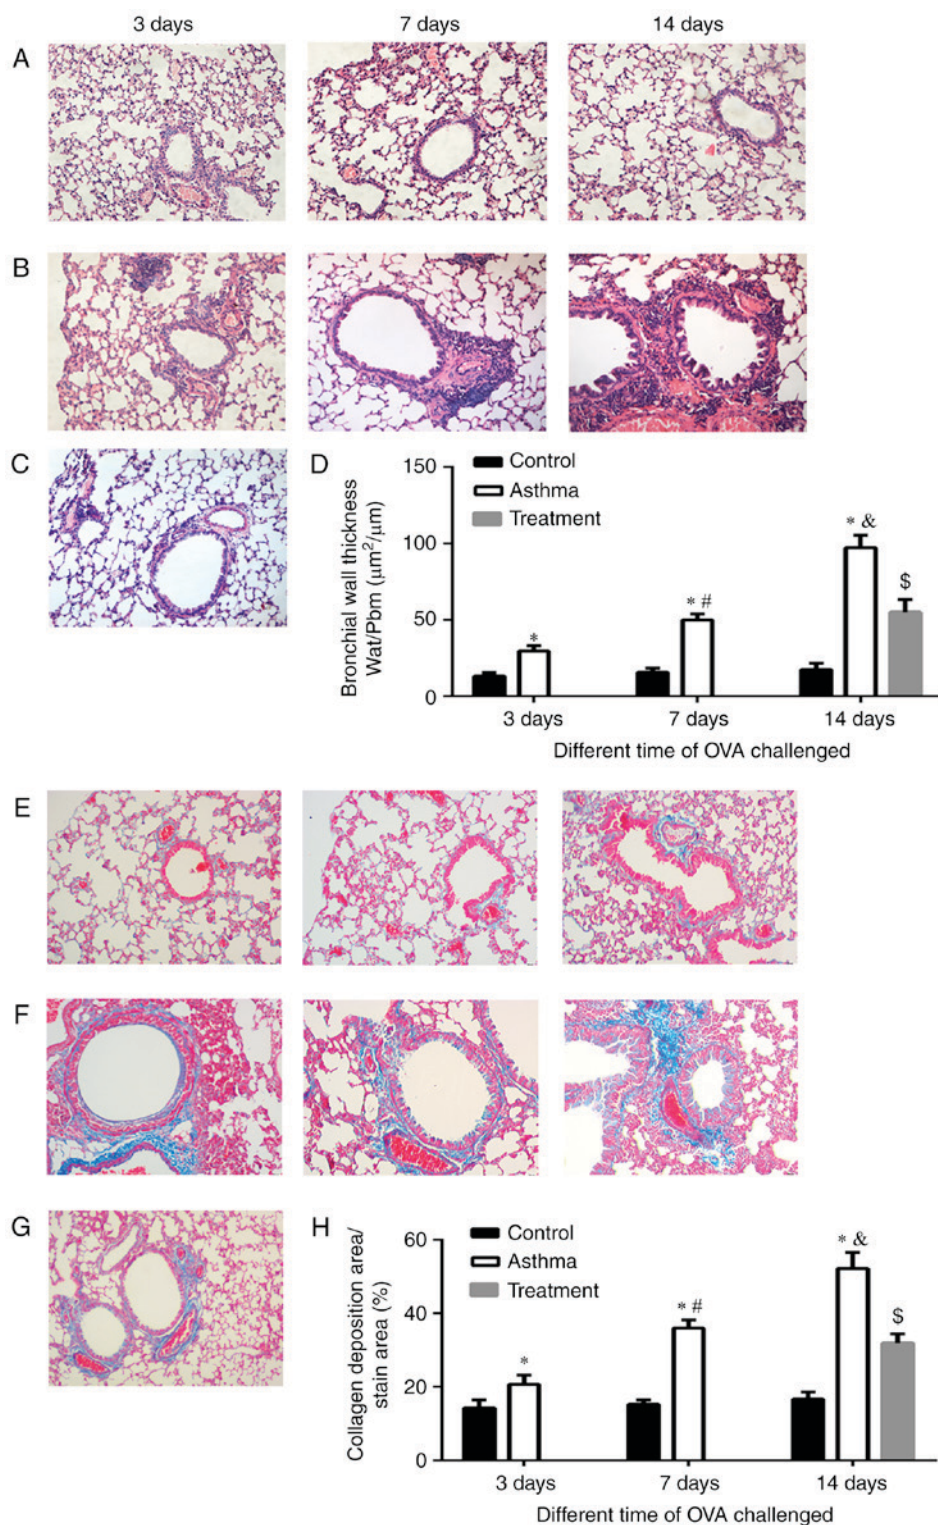 3 days 7 days 14 days
A
B
C
D
150
100
50
0
Bronchial wall thickness
Wat/Pbm (μm²/μm)
Control
Asthma
Treatment
*
* #
* &
$
3 days 7 days 14 days
Different time of OVA challenged
E
F
G
H
60
40
20
0
Collagen deposition area/
stain area (%)
Control
Asthma
Treatment
*
* #
* &
$
3 days 7 days 14 days
Different time of OVA challenged